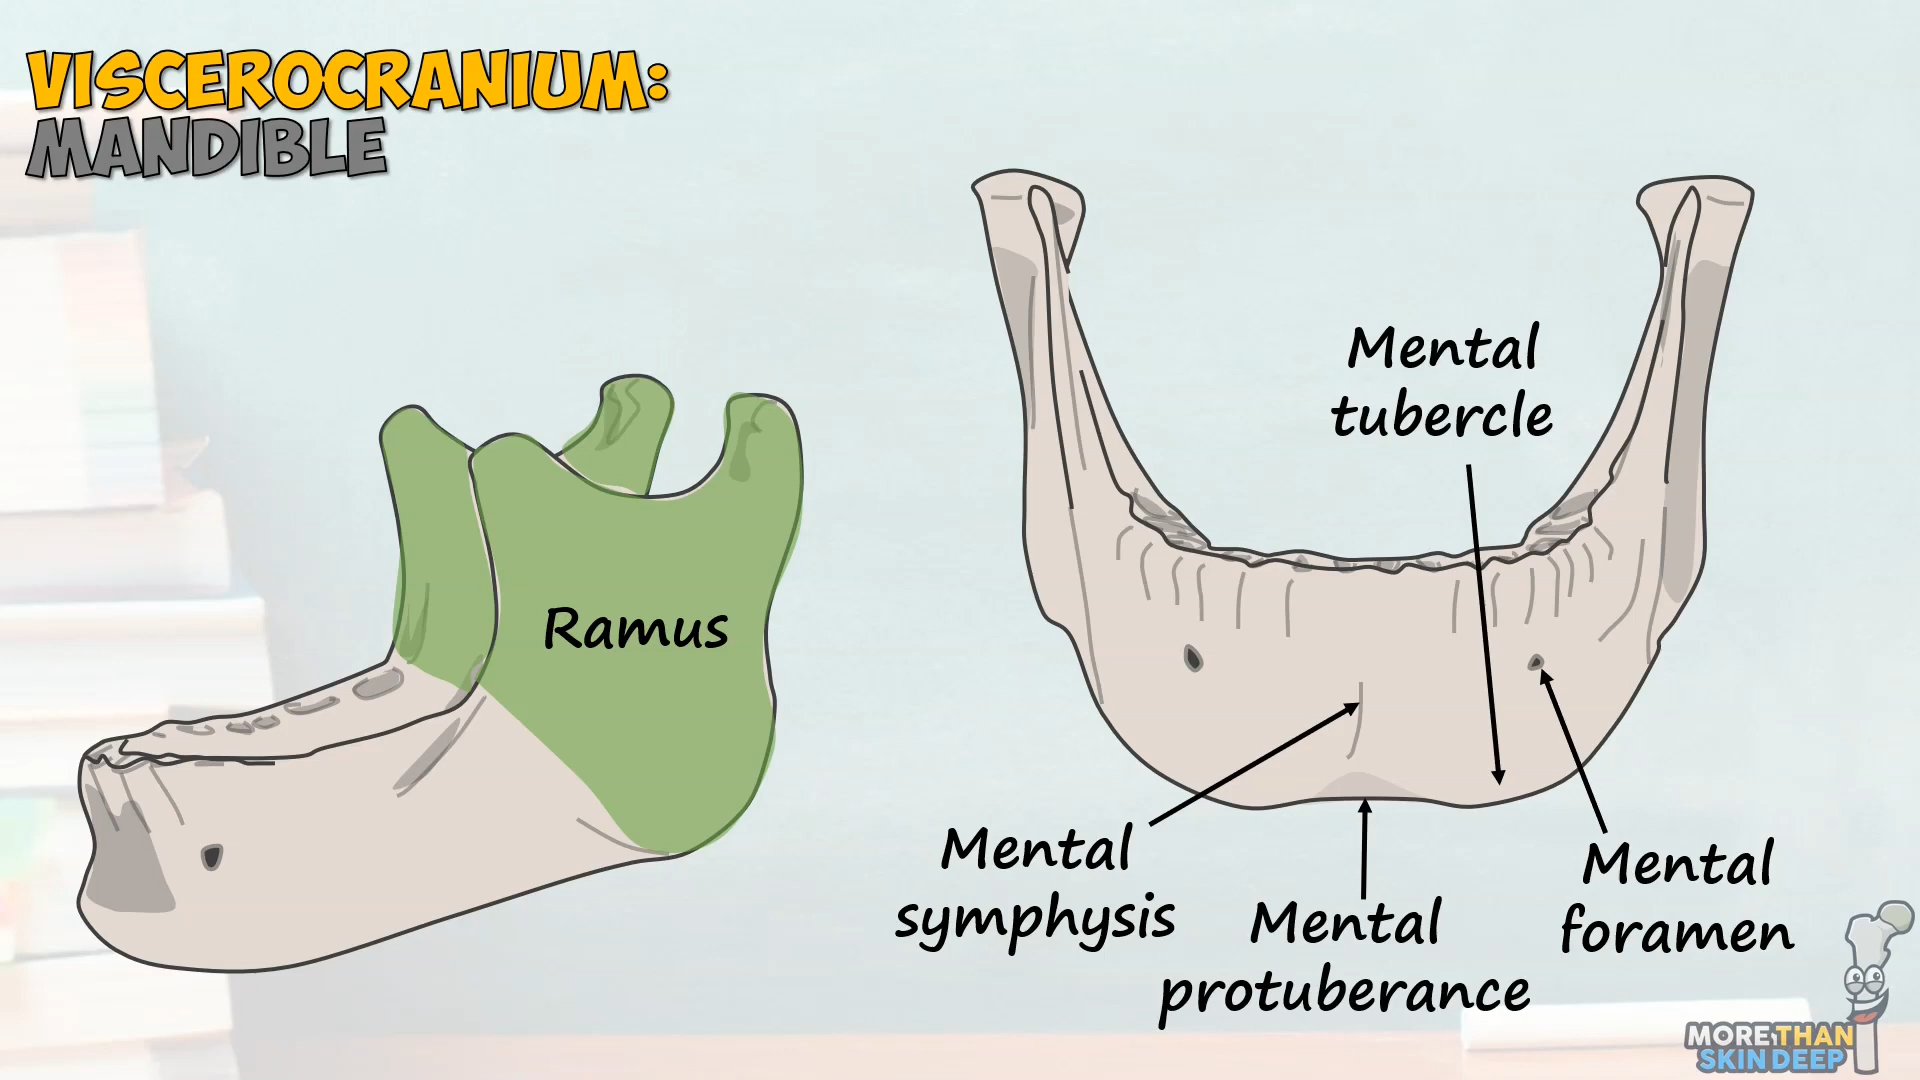 VISCEROCRANIUM:
MANDIBLE
Ramus
Mental
tubercle
Mental
symphysis
Mental
protuberance
Mental
foramen
MORE THAN
SKIN DEEP